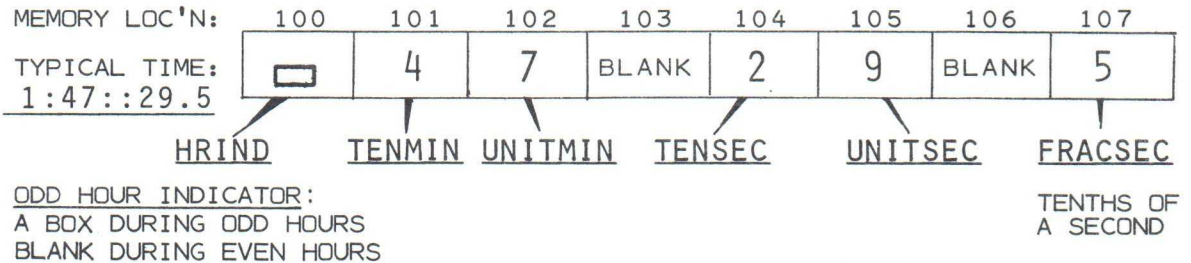 MEMORY LOC'N: 100 101 102 103 104 105 106 107
TYPICAL TIME: 4 7 BLANK 2 9 BLANK 5
1:47::29.5
HRIND TENMIN UNITMIN TENSEC UNITSEC FRACSEC
ODD HOUR INDICATOR:
A BOX DURING ODD HOURS
BLANK DURING EVEN HOURS
TENTHS OF
A SECOND